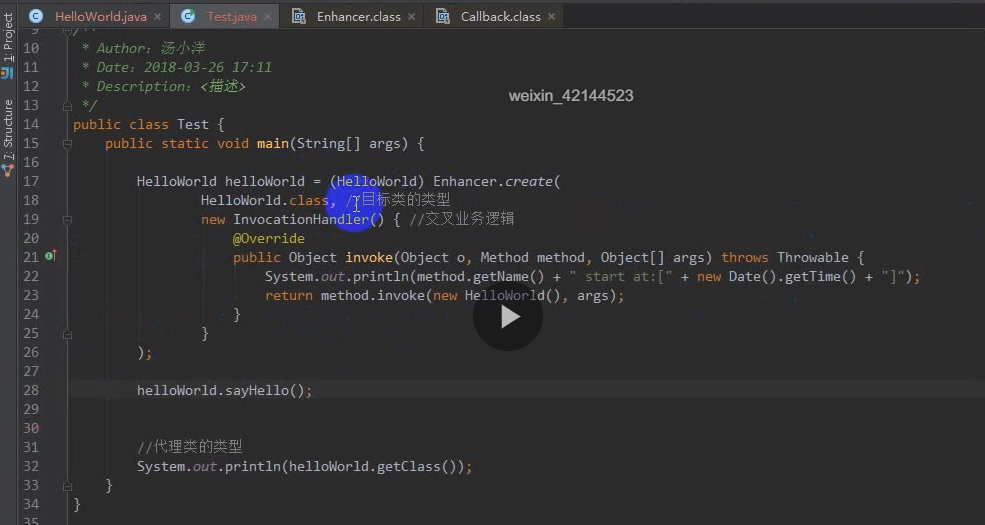 HelloWorld.java
Test.java
Enhancer.class
Callback.class
1: Project
7: Structure
9 /**
10 * Author: 汤小洋
11 * Date: 2018-03-26 17:11
12 * Description: <描述>
13 */
14 public class Test {
15 public static void main(String[] args) {
16
17 HelloWorld helloWorld = (HelloWorld) Enhancer.create(
18 HelloWorld.class, //目标类的类型
19 new InvocationHandler() { //交叉业务逻辑
20 @Override
21 public Object invoke(Object o, Method method, Object[] args) throws Throwable {
22 System.out.println(method.getName() + " start at:[" + new Date().getTime() + "]");
23 return method.invoke(new HelloWorld(), args);
24 }
25 }
26 );
27
28 helloWorld.sayHello();
29
30
31 //代理类的类型
32 System.out.println(helloWorld.getClass());
33 }
34 }
35
weixin_42144523